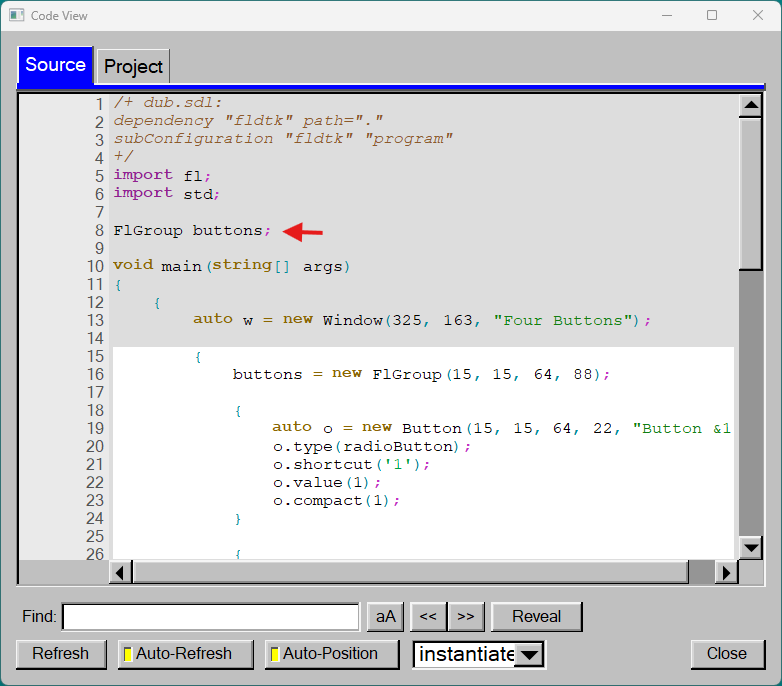 Code View
Source Project
1 /+ dub.sdl:
2 dependency "fldtk" path="."
3 subConfiguration "fldtk" "program"
4 +/
5 import fl;
6 import std;
7
8 FlGroup buttons;
9
10 void main(string[] args)
11 {
12     {
13         auto w = new Window(325, 163, "Four Buttons");
14
15         {
16             buttons = new FlGroup(15, 15, 64, 88);
17
18             {
19                 auto o = new Button(15, 15, 64, 22, "Button &1
20                 o.type(radioButton);
21                 o.shortcut('1');
22                 o.value(1);
23                 o.compact(1);
24             }
25
26             {
Find: aA << >> Reveal
Refresh Auto-Refresh Auto-Position instantiate Close